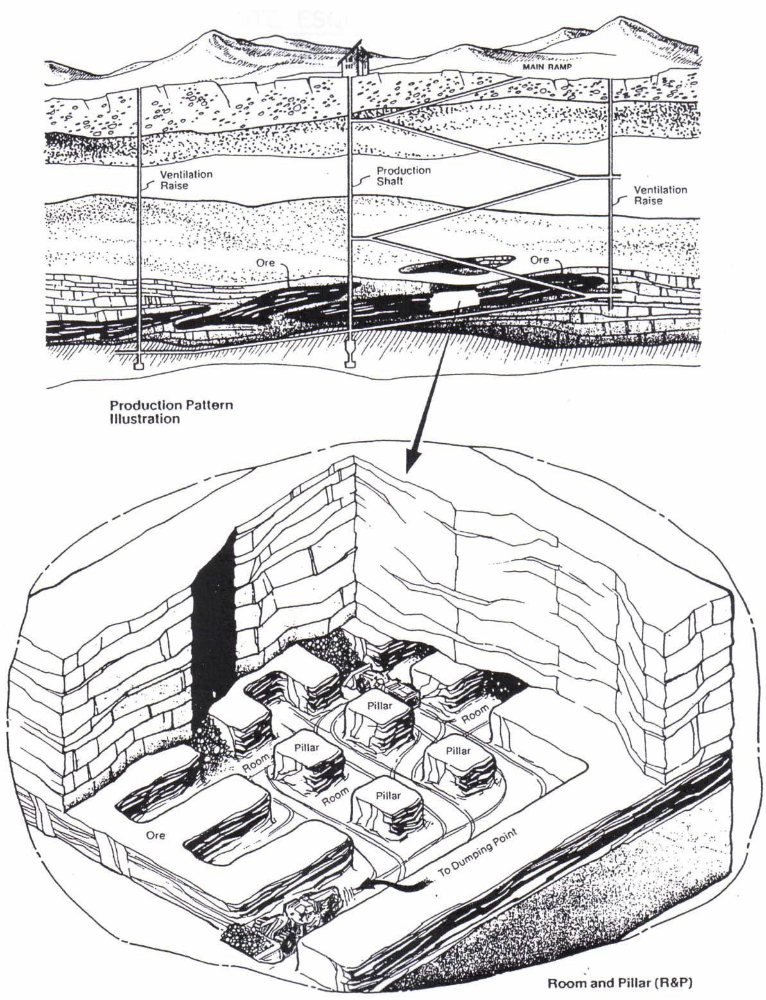 MAIN RAMP
Ventilation
Raise
Production
Shaft
Ventilation
Raise
Ore
Ore
Production Pattern
Illustration
Pillar
Room
Pillar
Pillar
Room
Room
Pillar
Ore
To Dumping Point
Room and Pillar (R&P)